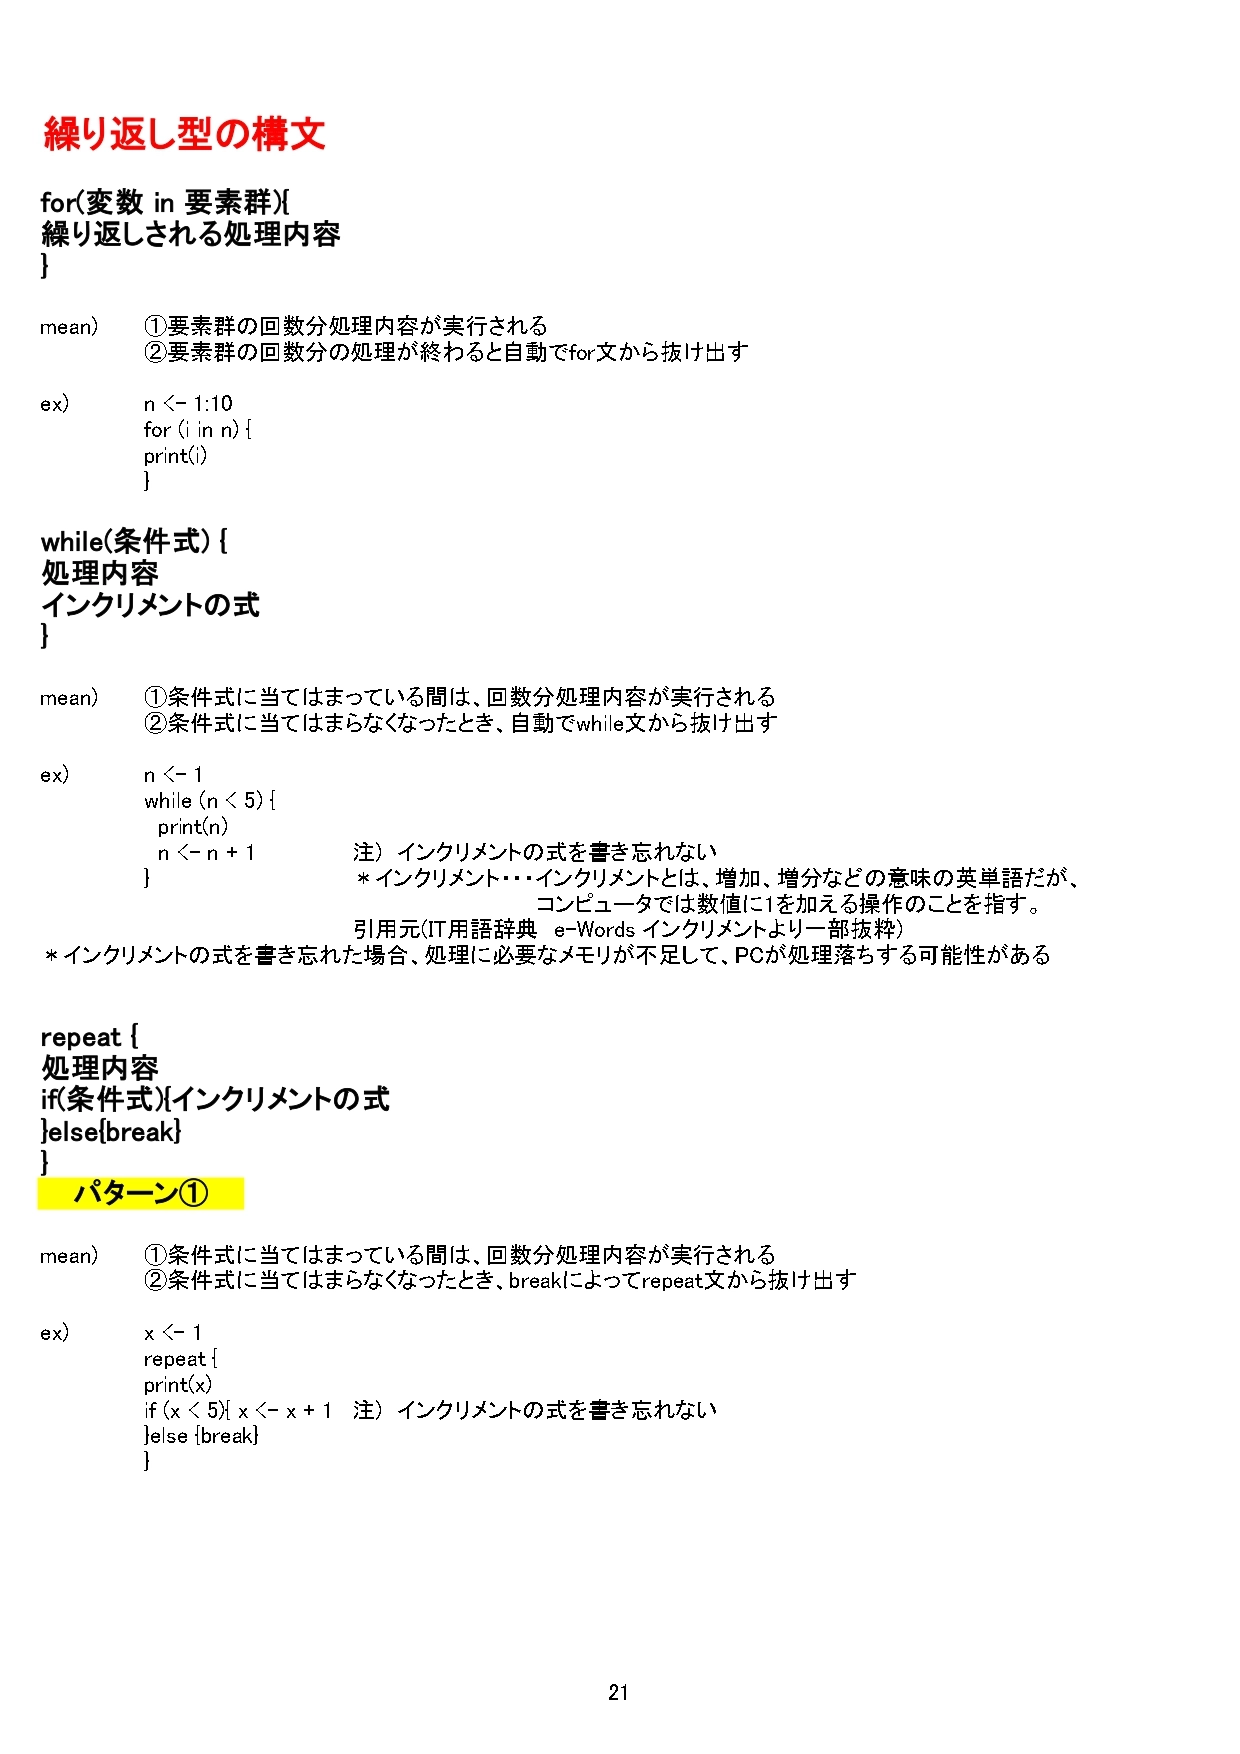 繰り返し型の構文
for(変数 in 要素群){
繰り返しされる処理内容
}
mean) ①要素群の回数分処理内容が実行される
②要素群の回数分の処理が終わると自動でfor文から抜け出す
ex) n <- 1:10
for (i in n) {
print(i)
}
while(条件式) {
処理内容
インクリメントの式
}
mean) ①条件式に当てはまっている間は、回数分処理内容が実行される
②条件式に当てはまらなくなったとき、自動でwhile文から抜け出す
ex) n <- 1
while (n < 5) {
print(n)
n <- n + 1 注) インクリメントの式を書き忘れない
} ＊インクリメント・・・インクリメントとは、増加、増分などの意味の英単語だが、
コンピュータでは数値に1を加える操作のことを指す。
引用元(IT用語辞典 e-Words インクリメントより一部抜粋)
＊インクリメントの式を書き忘れた場合、処理に必要なメモリが不足して、PCが処理落ちする可能性がある
repeat {
処理内容
if(条件式){インクリメントの式
}else{break}
}
パターン①
mean) ①条件式に当てはまっている間は、回数分処理内容が実行される
②条件式に当てはまらなくなったとき、breakによってrepeat文から抜け出す
ex) x <- 1
repeat {
print(x)
if (x < 5){ x <- x + 1 注) インクリメントの式を書き忘れない
}else {break}
}
21